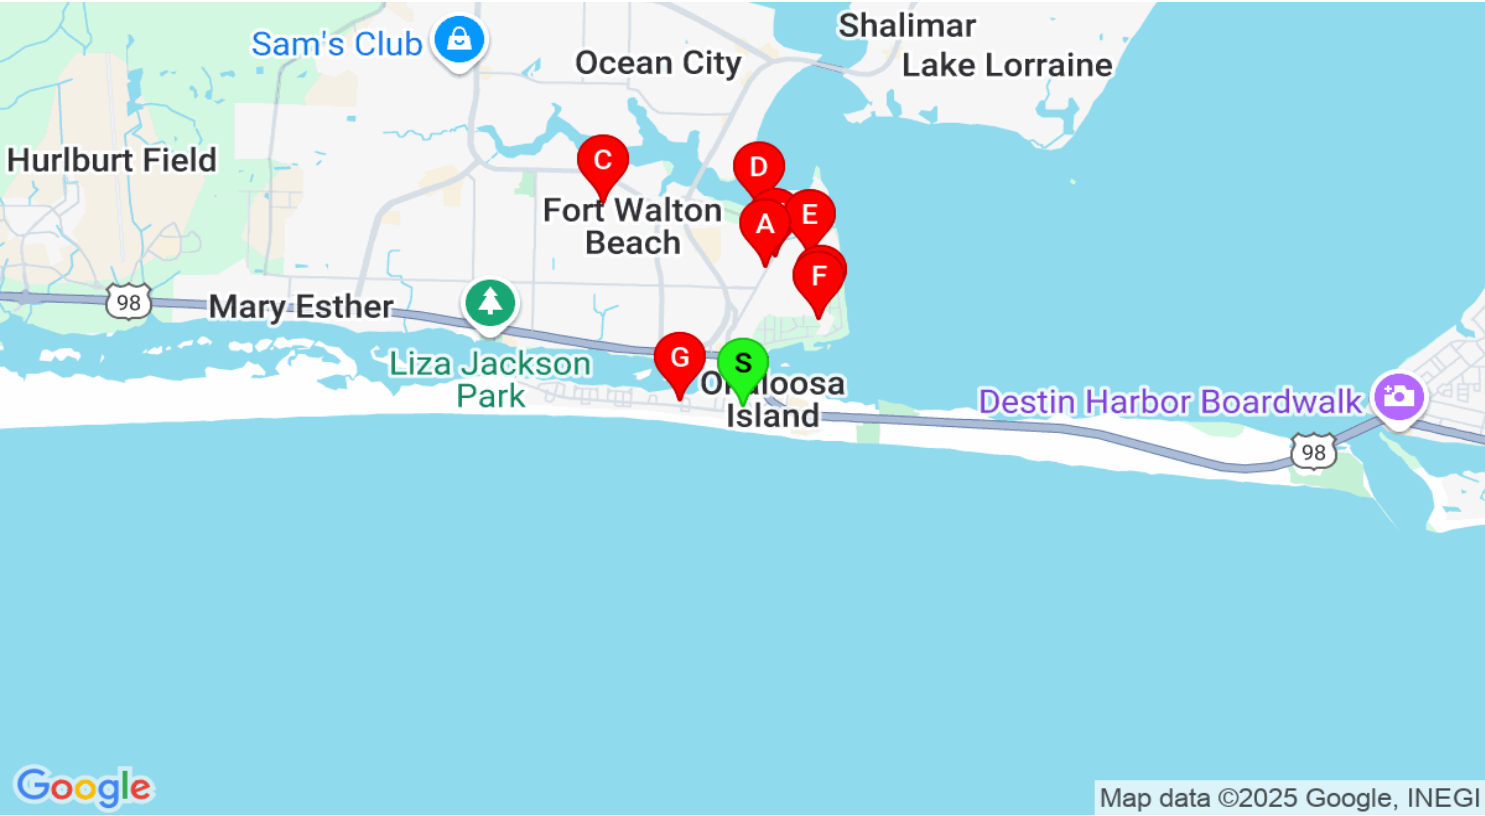 Shalimar
Sam's Club
Ocean City
Lake Lorraine
Hurlburt Field
C
D
E
A
Fort Walton
Beach
F
98
Mary Esther
G
S
Liza Jackson
Park
Okaloosa
Island
Destin Harbor Boardwalk
98
Google
Map data ©2025 Google, INEGI